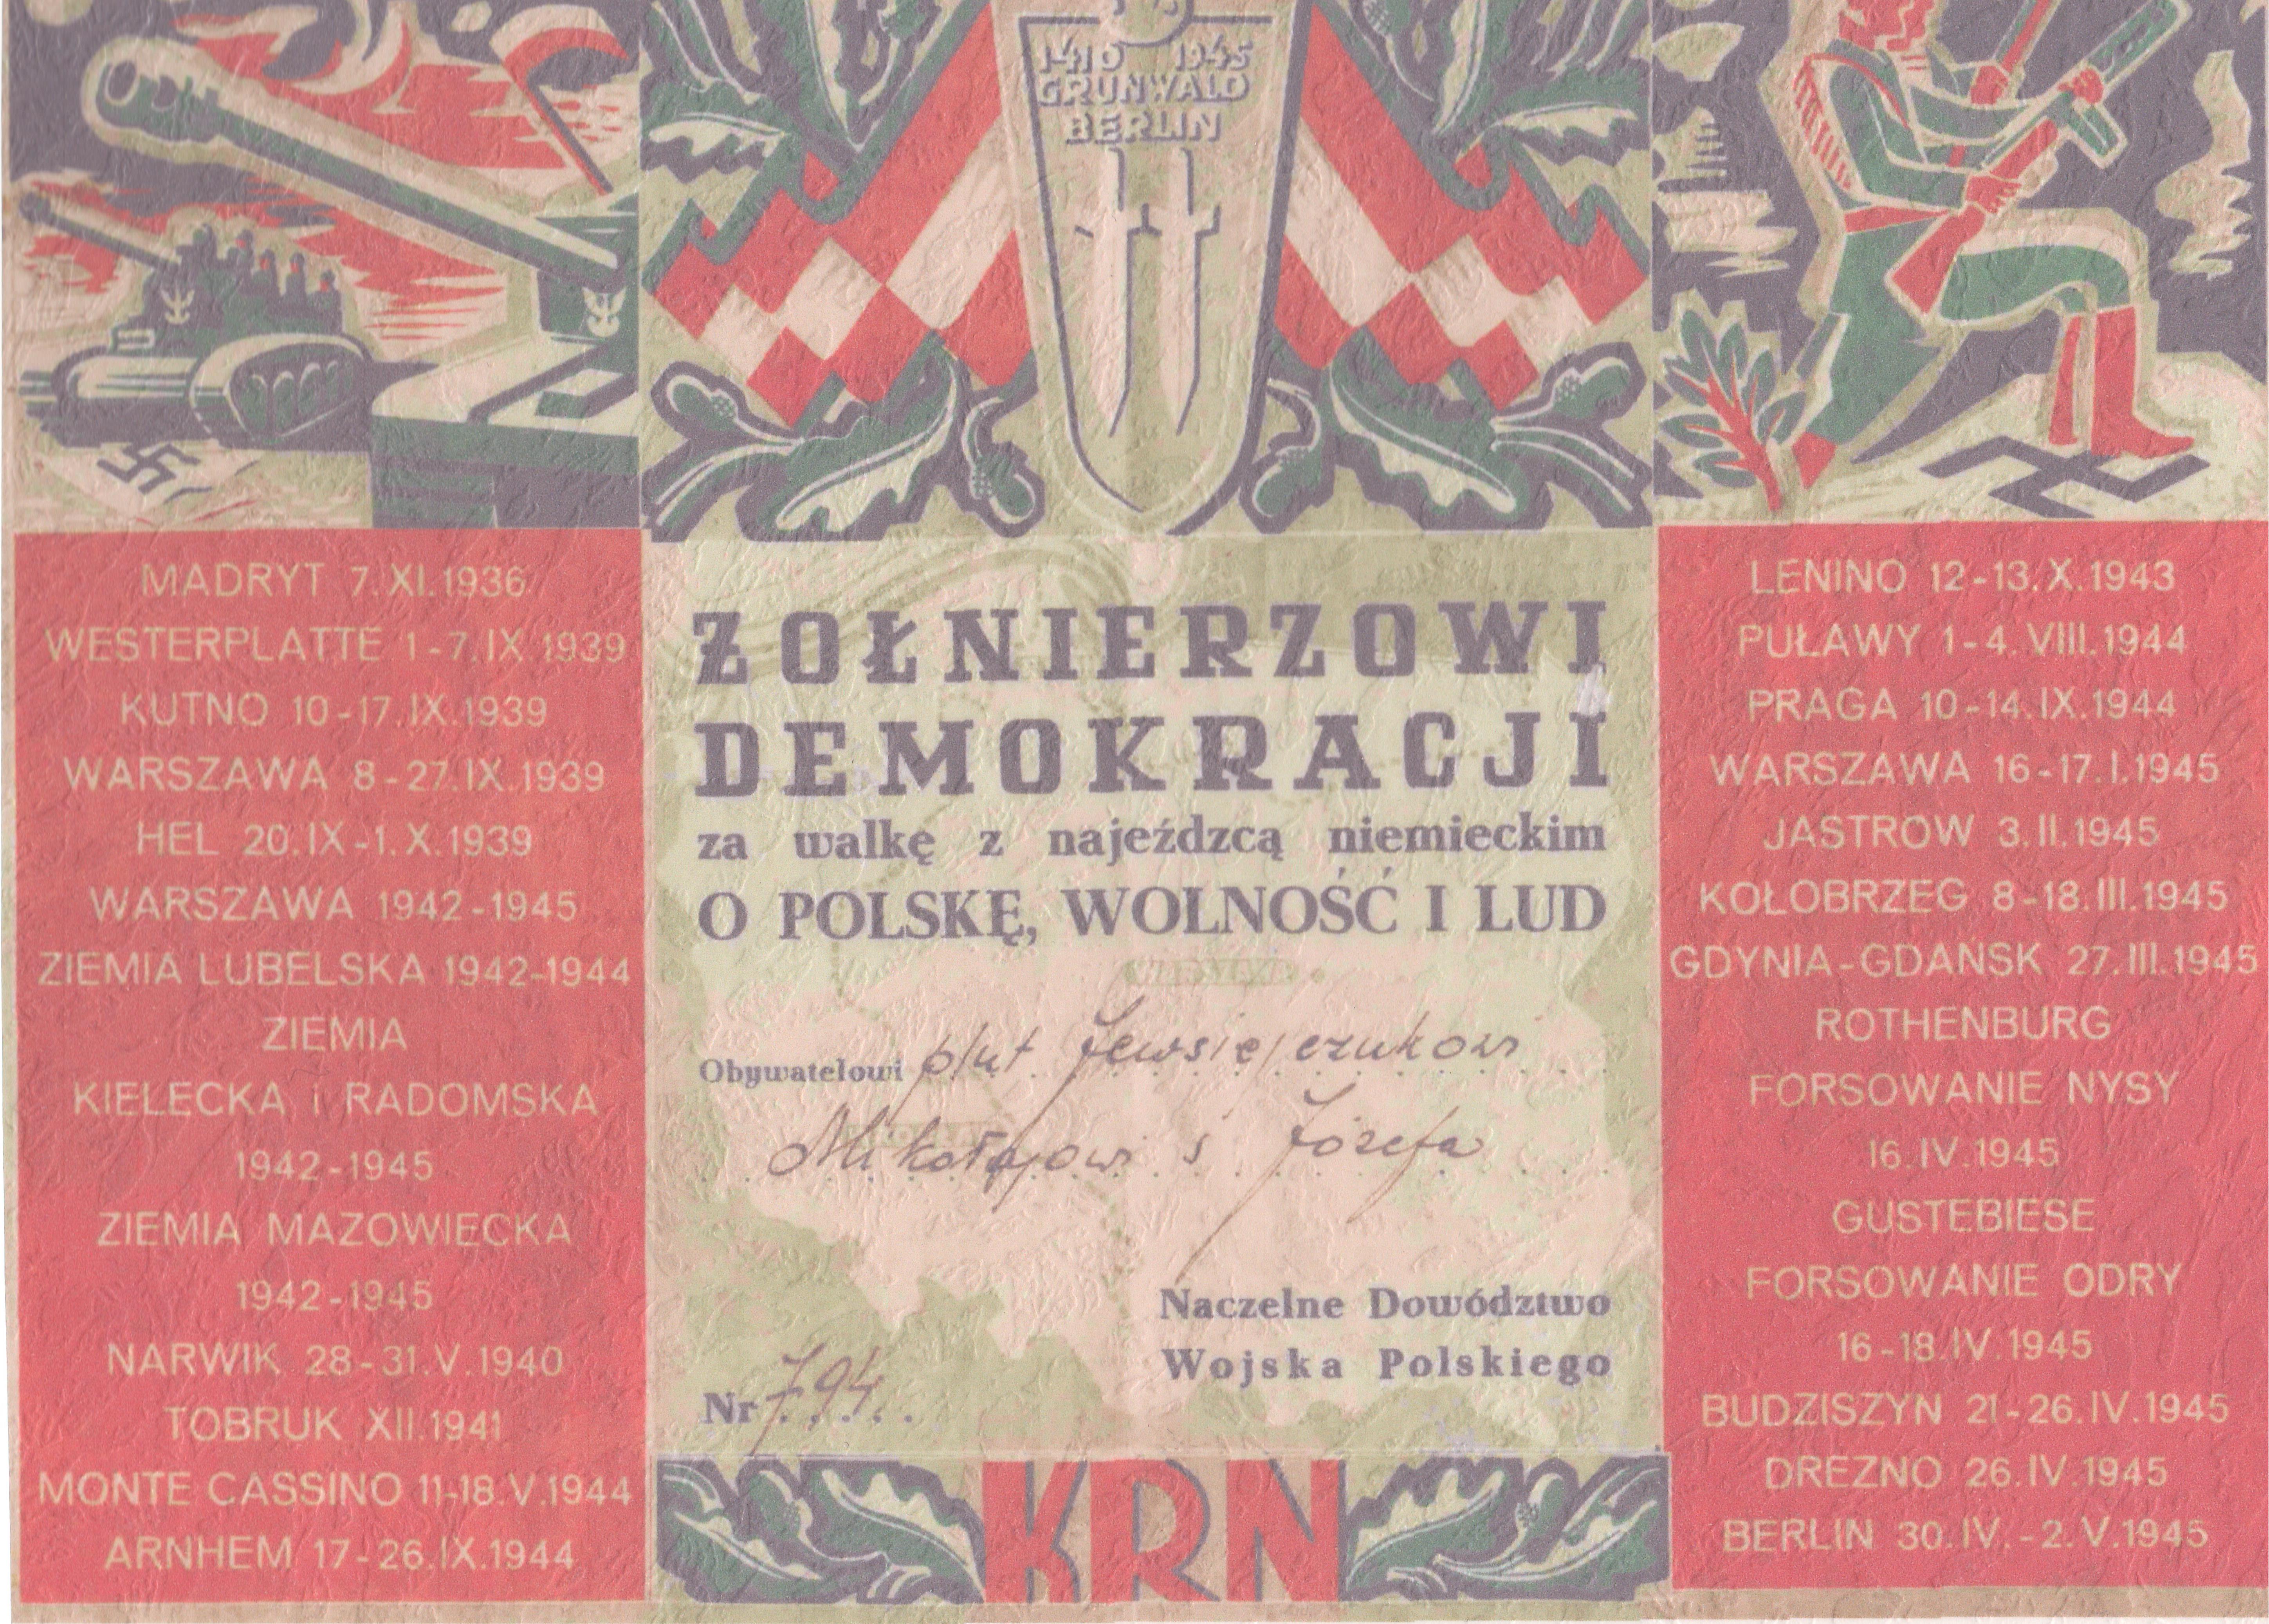 1410 1945
GRUNWALD
BERLIN
MADRYT 7.XI.1936
WESTERPLATTE 1-7.IX.1939
KUTNO 10-17.IX.1939
WARSZAWA 8-27.IX.1939
HEL 20.IX-1.X.1939
WARSZAWA 1942-1945
ZIEMIA LUBELSKA 1942-1944
ZIEMIA
KIELECKA i RADOMSKA
1942-1945
ZIEMIA MAZOWIECKA
1942-1945
NARWIK 28-31.V.1940
TOBRUK XII.1941
MONTE CASSINO 11-18.V.1944
ARNHEM 17-26.IX.1944
ŻOŁNIERZOWI
DEMOKRACJI
za walkę z najeźdzcą niemieckim
O POLSKĘ, WOLNOŚĆ I LUD
WARSZAWA
Obywatelowi plut Jewsiejczukowi
Mikołajowi s Józefa
Naczelne Dowództwo
Wojska Polskiego
Nr 794
KRN
LENINO 12-13.X.1943
PUŁAWY 1-4.VIII.1944
PRAGA 10-14.IX.1944
WARSZAWA 16-17.I.1945
JASTROW 3.II.1945
KOŁOBRZEG 8-18.III.1945
GDYNIA-GDAŃSK 27.III.1945
ROTHENBURG
FORSOWANIE NYSY
16.IV.1945
GUSTEBIESE
FORSOWANIE ODRY
16-18.IV.1945
BUDZISZYN 21-26.IV.1945
DREZNO 26.IV.1945
BERLIN 30.IV.-2.V.1945